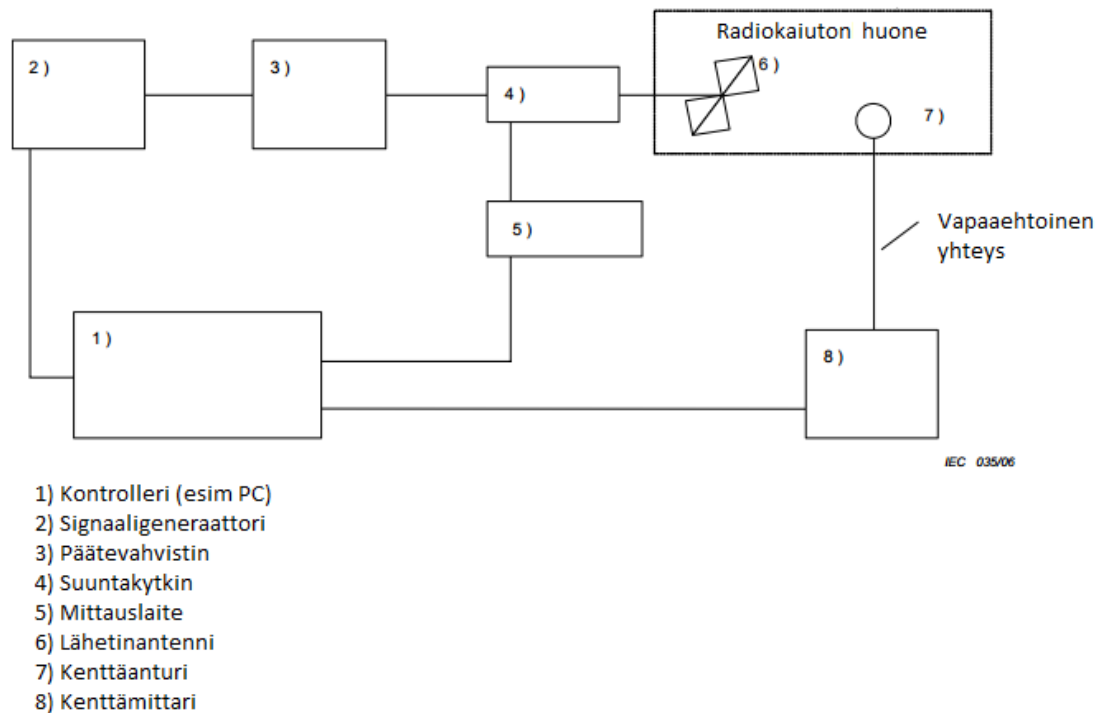 Radiokaiuton huone
2 )
3 )
4 )
6 )
7 )
5 )
Vapaaehtoinen
yhteys
1 )
8 )
IEC 035/06
1) Kontrolleri (esim PC)
2) Signaaligeneraattori
3) Päätevahvistin
4) Suuntakytkin
5) Mittauslaite
6) Lähetinantenni
7) Kenttäanturi
8) Kenttämittari